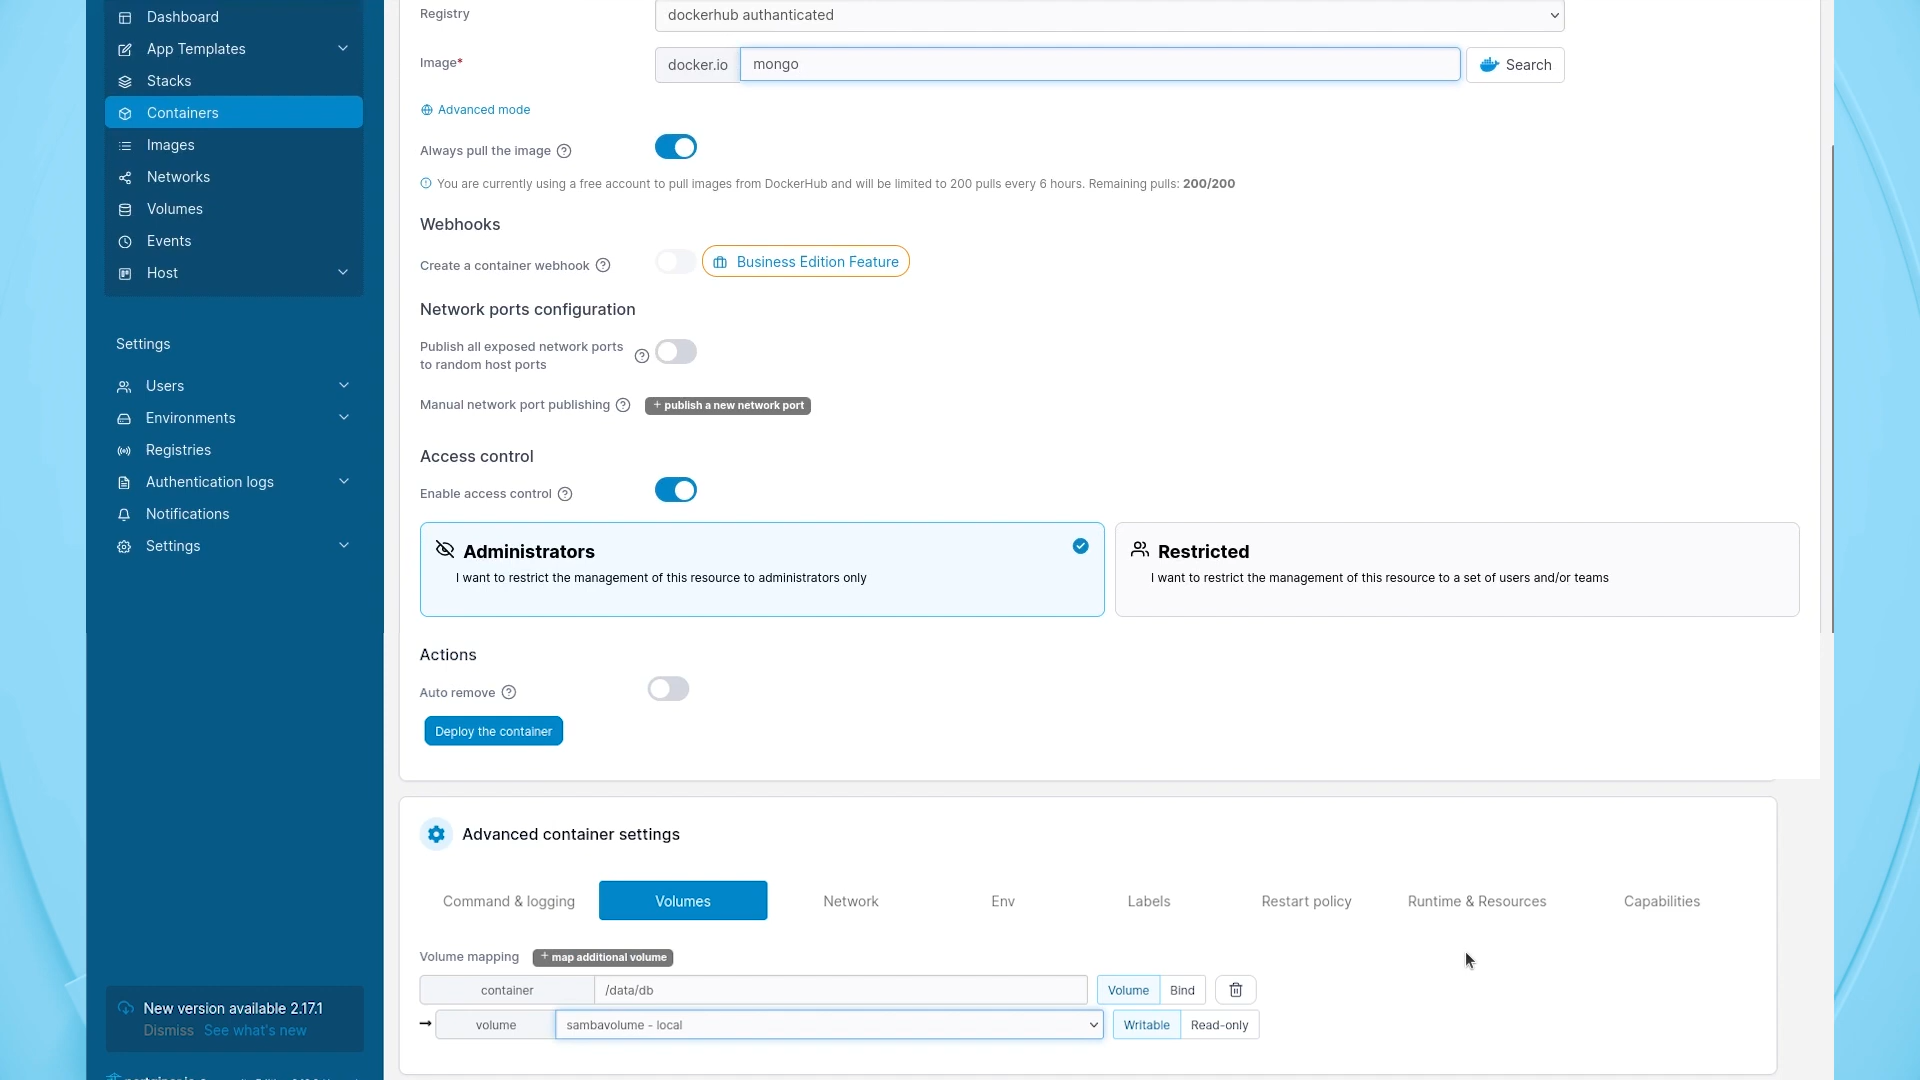 Dashboard
App Templates
Stacks
Containers
Images
Networks
Volumes
Events
Host
Settings
Users
Environments
Registries
Authentication logs
Notifications
Settings
New version available 2.17.1
Dismiss See what's new
Registry
dockerhub authanticated
Image*
docker.io
mongo
Search
Advanced mode
Always pull the image
You are currently using a free account to pull images from DockerHub and will be limited to 200 pulls every 6 hours. Remaining pulls: 200/200
Webhooks
Create a container webhook
Business Edition Feature
Network ports configuration
Publish all exposed network ports
to random host ports
Manual network port publishing
+ publish a new network port
Access control
Enable access control
Administrators
I want to restrict the management of this resource to administrators only
Restricted
I want to restrict the management of this resource to a set of users and/or teams
Actions
Auto remove
Deploy the container
Advanced container settings
Command & logging
Volumes
Network
Env
Labels
Restart policy
Runtime & Resources
Capabilities
Volume mapping
+ map additional volume
container
/data/db
Volume
Bind
→
volume
sambavolume - local
Writable
Read-only